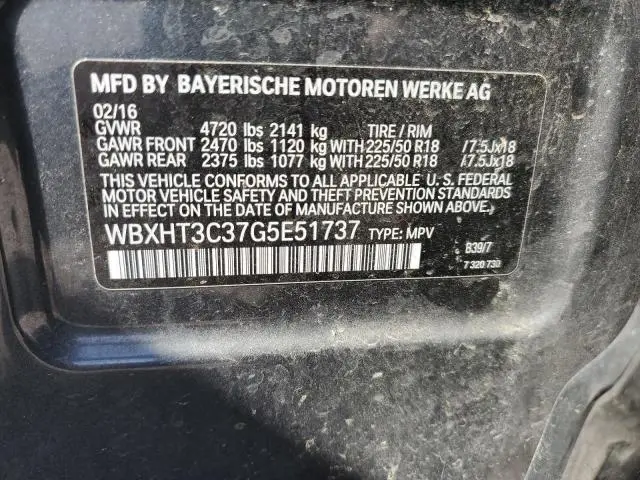 MFD BY BAYERISCHE MOTOREN WERKE AG
02/16
GVWR 4720 lbs 2141 kg TIRE / RIM
GAWR FRONT 2470 lbs 1120 kg WITH 225/50 R18 /7.5Jx18
GAWR REAR 2375 lbs 1077 kg WITH 225/50 R18 /7.5Jx18
THIS VEHICLE CONFORMS TO ALL APPLICABLE U. S. FEDERAL
MOTOR VEHICLE SAFETY AND THEFT PREVENTION STANDARDS
IN EFFECT ON THE DATE OF MANUFACTURE SHOWN ABOVE
WBXHT3C37G5E51737 TYPE: MPV
B39/7
7 320 730